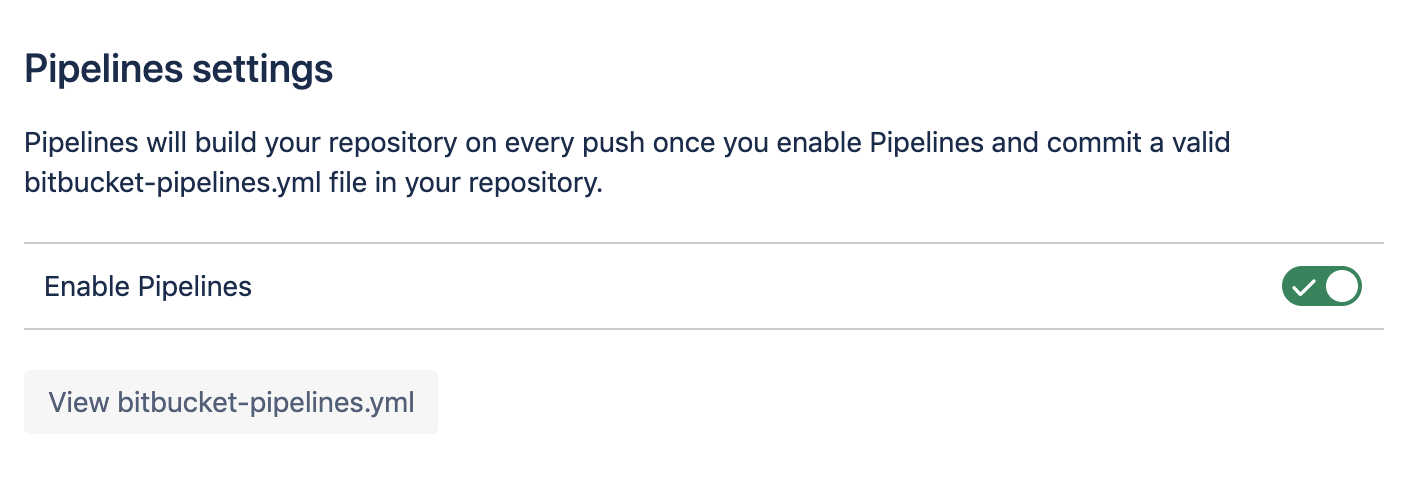 Pipelines settings
Pipelines will build your repository on every push once you enable Pipelines and commit a valid
bitbucket-pipelines.yml file in your repository.
Enable Pipelines
View bitbucket-pipelines.yml